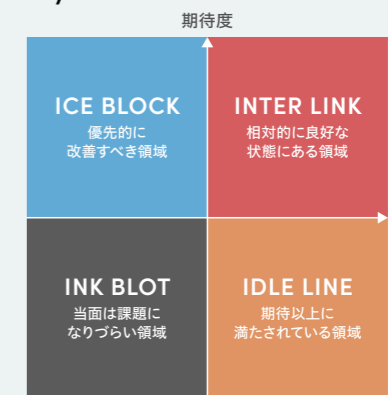 期待度
ICE BLOCK
優先的に
改善すべき領域
INTER LINK
相対的に良好な
状態にある領域
INK BLOT
当面は課題に
なりづらい領域
IDLE LINE
期待以上に
満たされている領域